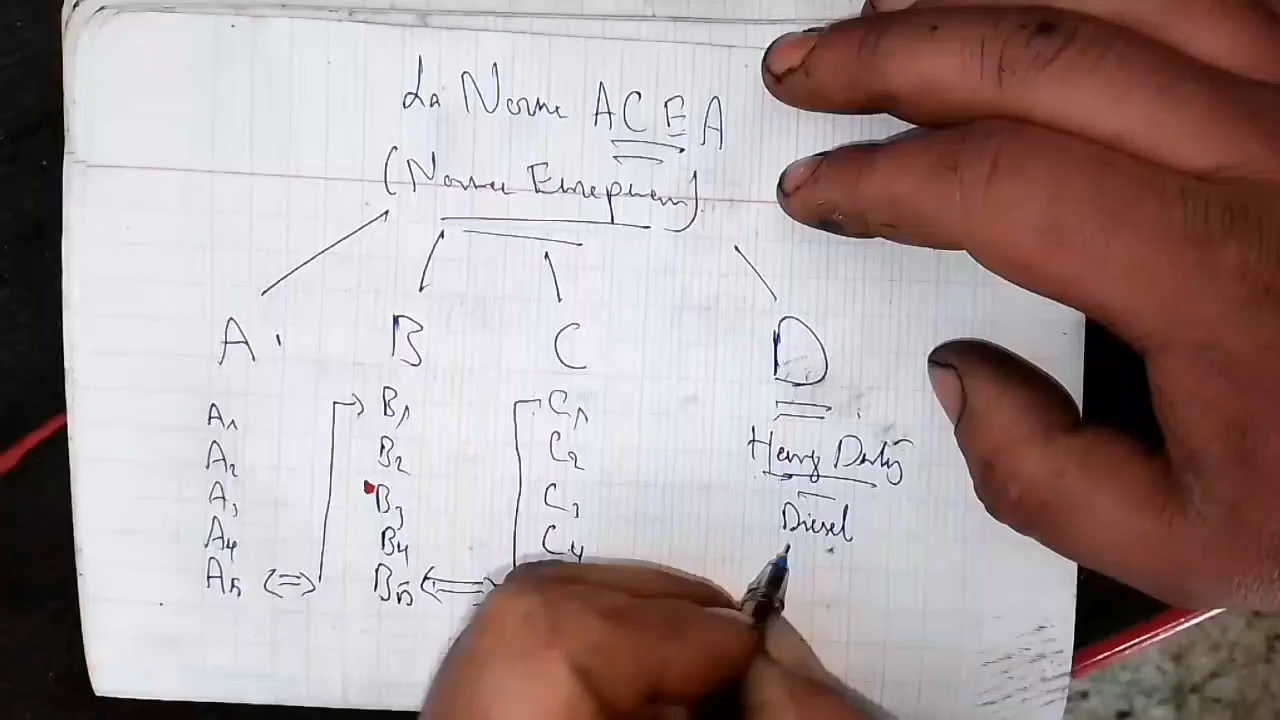 La Norme ACEA
(Norme Européenne)
A B C D
A1 B1 C1
A2 B2 C2
A3 B3 C3
A4 B4 C4
A5 <=> B5 <=>
Heavy Duty
Diesel